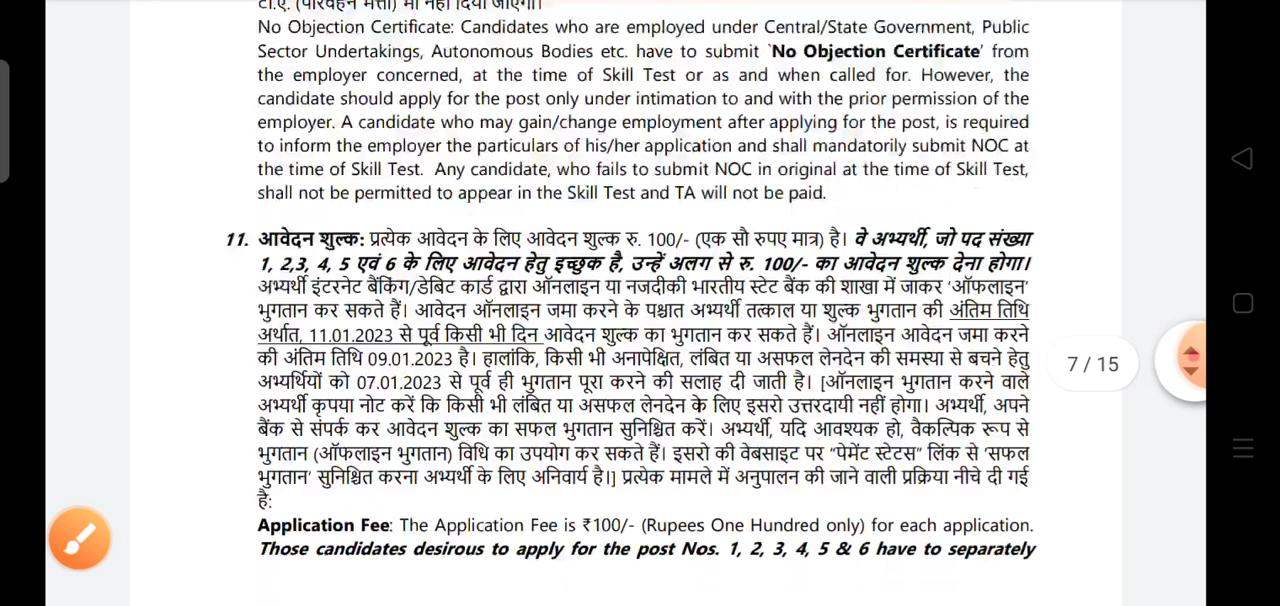 टी.ए. (परिवहन भत्ता) भी नहीं दिया जाएगा।
No Objection Certificate: Candidates who are employed under Central/State Government, Public
Sector Undertakings, Autonomous Bodies etc. have to submit `No Objection Certificate' from
the employer concerned, at the time of Skill Test or as and when called for. However, the
candidate should apply for the post only under intimation to and with the prior permission of the
employer. A candidate who may gain/change employment after applying for the post, is required
to inform the employer the particulars of his/her application and shall mandatorily submit NOC at
the time of Skill Test. Any candidate, who fails to submit NOC in original at the time of Skill Test,
shall not be permitted to appear in the Skill Test and TA will not be paid.
11. आवेदन शुल्क: प्रत्येक आवेदन के लिए आवेदन शुल्क रु. 100/- (एक सौ रुपए मात्र) है। वे अभ्यर्थी, जो पद संख्या
1, 2,3, 4, 5 एवं 6 के लिए आवेदन हेतु इच्छुक है, उन्हें अलग से रु. 100/- का आवेदन शुल्क देना होगा।
अभ्यर्थी इंटरनेट बैंकिंग/डेबिट कार्ड द्वारा ऑनलाइन या नजदीकी भारतीय स्टेट बैंक की शाखा में जाकर 'ऑफलाइन'
भुगतान कर सकते हैं। आवेदन ऑनलाइन जमा करने के पश्चात अभ्यर्थी तत्काल या शुल्क भुगतान की अंतिम तिथि
अर्थात, 11.01.2023 से पूर्व किसी भी दिन आवेदन शुल्क का भुगतान कर सकते हैं। ऑनलाइन आवेदन जमा करने
की अंतिम तिथि 09.01.2023 है। हालांकि, किसी भी अनापेक्षित, लंबित या असफल लेनदेन की समस्या से बचने हेतु
अभ्यर्थियों को 07.01.2023 से पूर्व ही भुगतान पूरा करने की सलाह दी जाती है। [ऑनलाइन भुगतान करने वाले
अभ्यर्थी कृपया नोट करें कि किसी भी लंबित या असफल लेनदेन के लिए इसरो उत्तरदायी नहीं होगा। अभ्यर्थी, अपने
बैंक से संपर्क कर आवेदन शुल्क का सफल भुगतान सुनिश्चित करें। अभ्यर्थी, यदि आवश्यक हो, वैकल्पिक रूप से
भुगतान (ऑफलाइन भुगतान) विधि का उपयोग कर सकते हैं। इसरो की वेबसाइट पर "पेमेंट स्टेटस" लिंक से 'सफल
भुगतान' सुनिश्चित करना अभ्यर्थी के लिए अनिवार्य है।] प्रत्येक मामले में अनुपालन की जाने वाली प्रक्रिया नीचे दी गई
है:
Application Fee: The Application Fee is ₹100/- (Rupees One Hundred only) for each application.
Those candidates desirous to apply for the post Nos. 1, 2, 3, 4, 5 & 6 have to separately
7 / 15